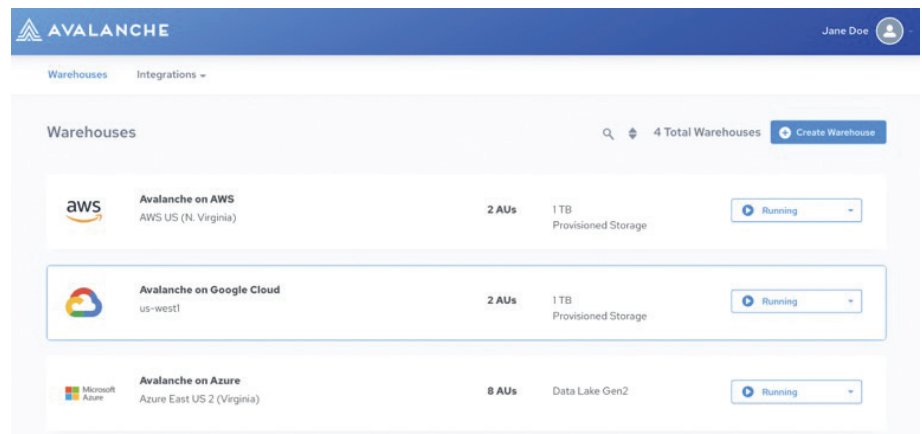 AVALANCHE
Jane Doe
Warehouses
Integrations
Warehouses
4 Total Warehouses
Create Warehouse
aws
Avalanche on AWS
AWS US (N. Virginia)
2 AUs
1 TB
Provisioned Storage
Running
Avalanche on Google Cloud
us-west1
2 AUs
1 TB
Provisioned Storage
Running
Microsoft
Azure
Avalanche on Azure
Azure East US 2 (Virginia)
8 AUs
Data Lake Gen2
Running